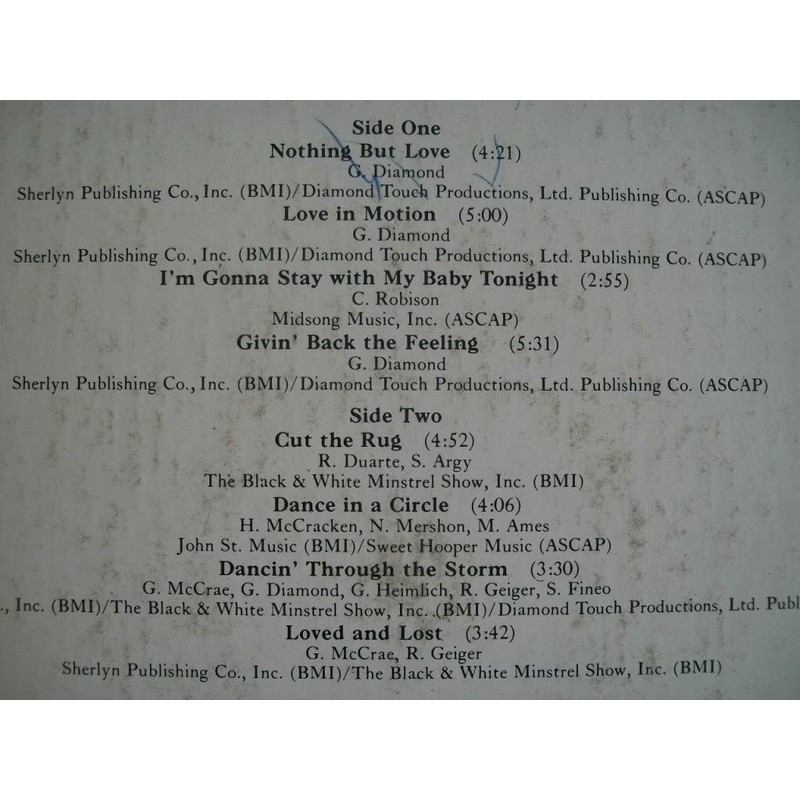 Side One
Nothing But Love (4:21)
G. Diamond
Sherlyn Publishing Co., Inc. (BMI)/Diamond Touch Productions, Ltd. Publishing Co. (ASCAP)
Love in Motion (5:00)
G. Diamond
Sherlyn Publishing Co., Inc. (BMI)/Diamond Touch Productions, Ltd. Publishing Co. (ASCAP)
I'm Gonna Stay with My Baby Tonight (2:55)
C. Robison
Midsong Music, Inc. (ASCAP)
Givin' Back the Feeling (5:31)
G. Diamond
Sherlyn Publishing Co., Inc. (BMI)/Diamond Touch Productions, Ltd. Publishing Co. (ASCAP)
Side Two
Cut the Rug (4:52)
R. Duarte, S. Argy
The Black & White Minstrel Show, Inc. (BMI)
Dance in a Circle (4:06)
H. McCracken, N. Mershon, M. Ames
John St. Music (BMI)/Sweet Hooper Music (ASCAP)
Dancin' Through the Storm (3:30)
G. McCrae, G. Diamond, G. Heimlich, R. Geiger, S. Fineo
., Inc. (BMI)/The Black & White Minstrel Show, Inc. (BMI)/Diamond Touch Productions, Ltd. Publ
Loved and Lost (3:42)
G. McCrae, R. Geiger
Sherlyn Publishing Co., Inc. (BMI)/The Black & White Minstrel Show, Inc. (BMI)